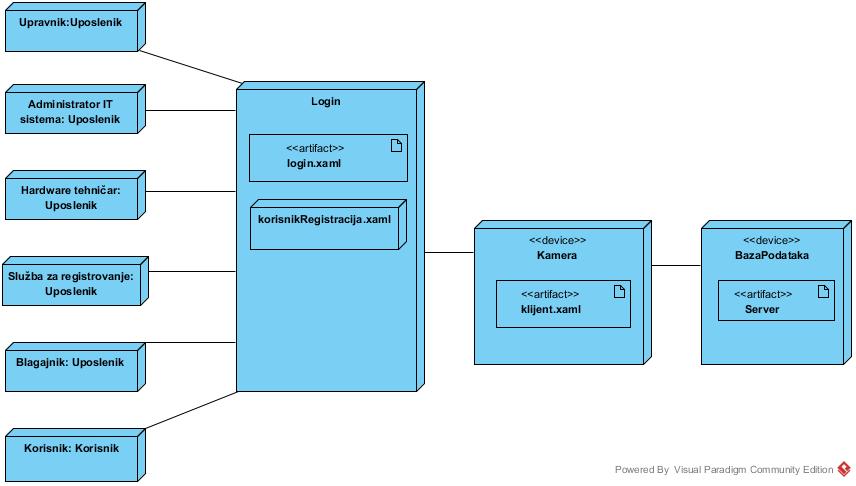 Upravnik:Uposlenik
Administrator IT
sistema: Uposlenik
Hardware tehničar:
Uposlenik
Služba za registrovanje:
Uposlenik
Blagajnik: Uposlenik
Korisnik: Korisnik
Login
<<artifact>>
login.xaml
korisnikRegistracija.xaml
<<device>>
Kamera
<<artifact>>
klijent.xaml
<<device>>
BazaPodataka
<<artifact>>
Server
Powered By Visual Paradigm Community Edition